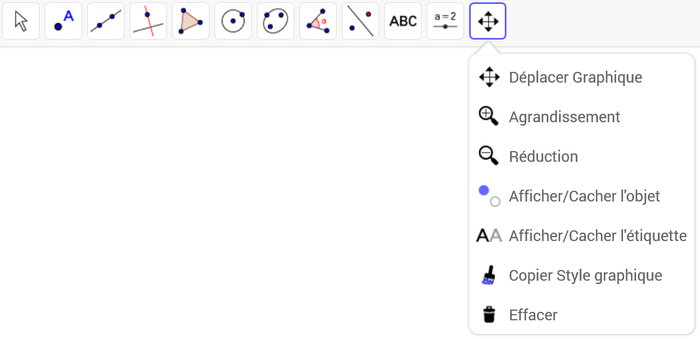 A
α
ABC
a=2
Déplacer Graphique
Agrandissement
Réduction
Afficher/Cacher l'objet
AA Afficher/Cacher l'étiquette
Copier Style graphique
Effacer